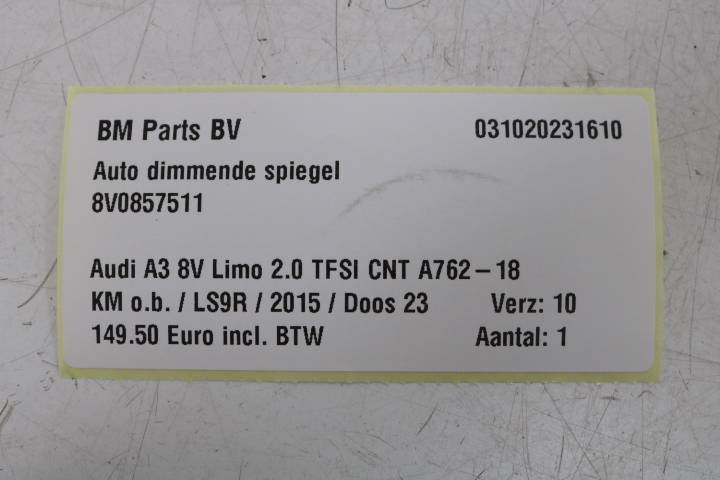 BM Parts BV 031020231610
Auto dimmende spiegel
8V0857511
Audi A3 8V Limo 2.0 TFSI CNT A762-18
KM o.b. / LS9R / 2015 / Doos 23 Verz: 10
149.50 Euro incl. BTW Aantal: 1